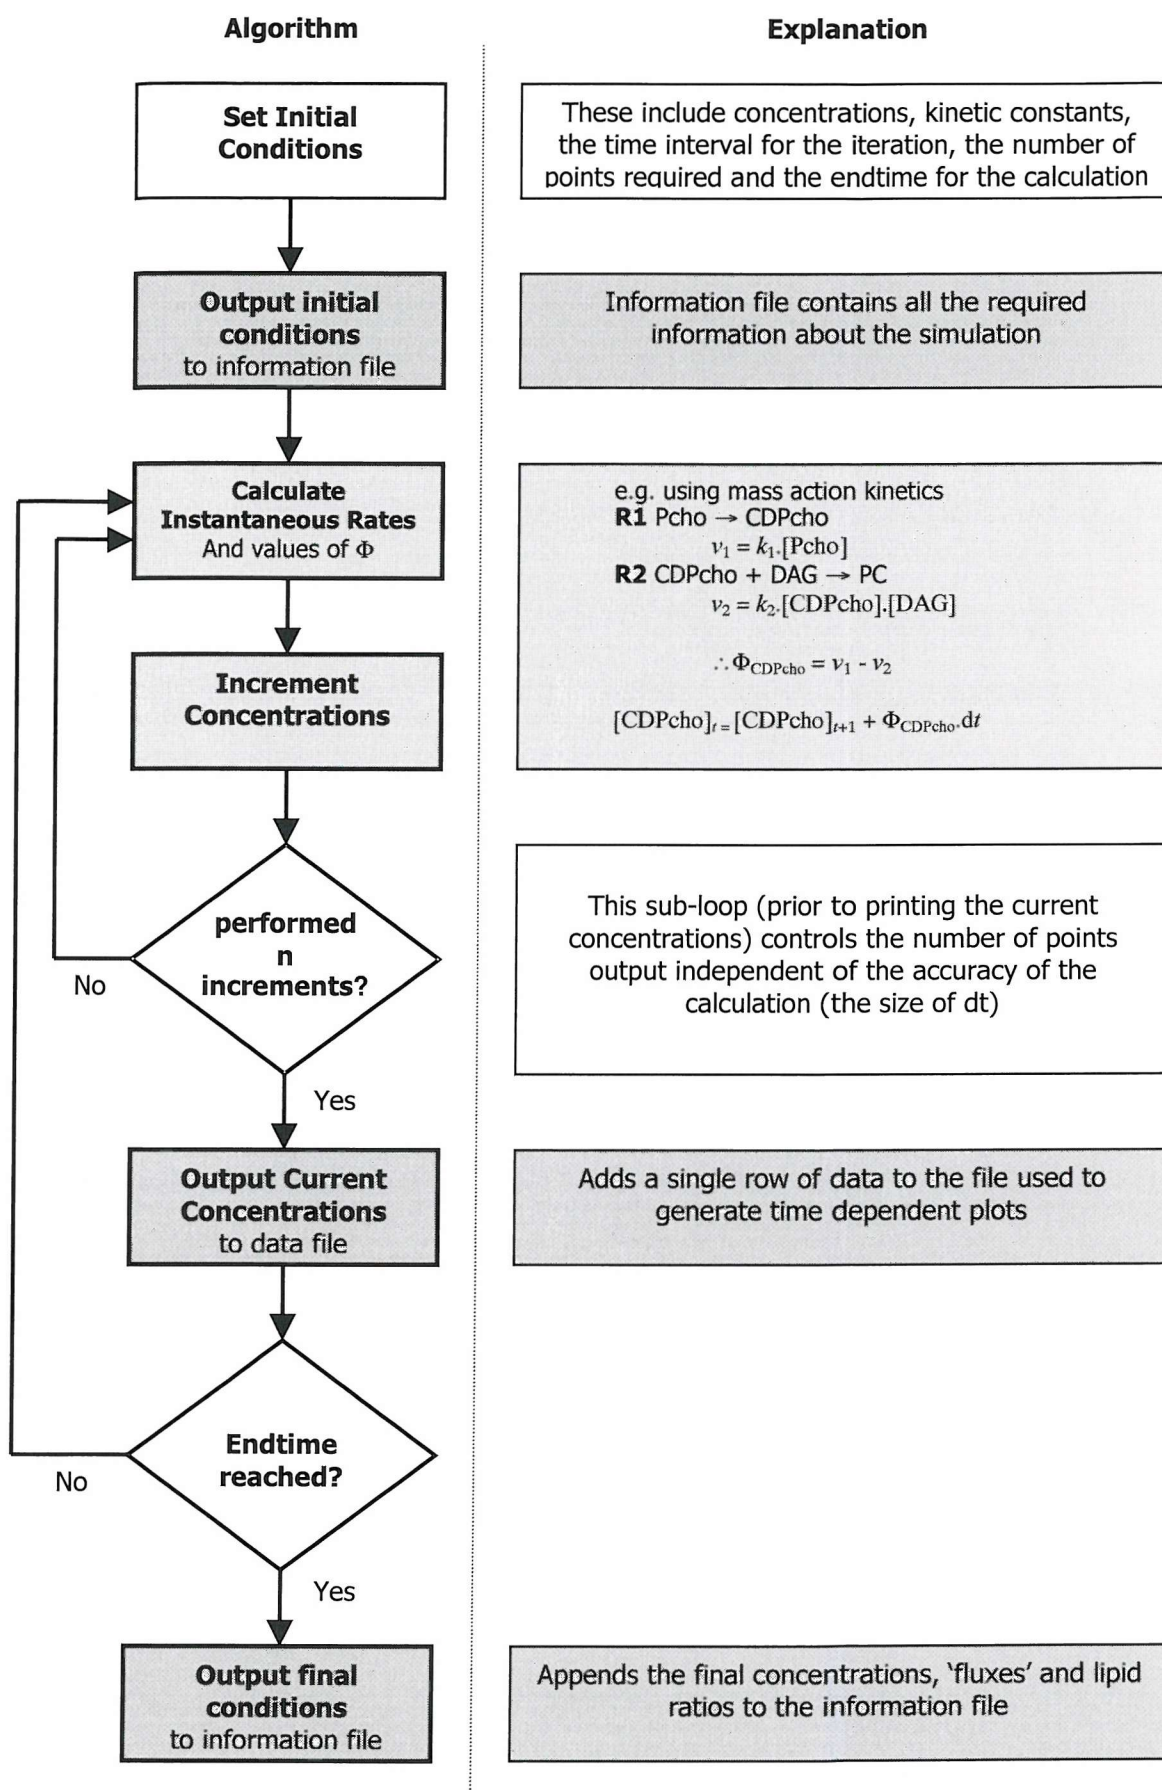 Algorithm
Explanation
Set Initial
Conditions
These include concentrations, kinetic constants,
the time interval for the iteration, the number of
points required and the endtime for the calculation
Output initial
conditions
to information file
Information file contains all the required
information about the simulation
Calculate
Instantaneous Rates
And values of Φ
e.g. using mass action kinetics
R1 Pcho → CDPcho
v₁ = k₁.[Pcho]
R2 CDPcho + DAG → PC
v₂ = k₂.[CDPcho].[DAG]
∴ Φ_CDPcho = v₁ - v₂
[CDPcho]_t = [CDPcho]_t+1 + Φ_CDPcho.dt
Increment
Concentrations
performed
n
increments?
No
Yes
This sub-loop (prior to printing the current
concentrations) controls the number of points
output independent of the accuracy of the
calculation (the size of dt)
Output Current
Concentrations
to data file
Adds a single row of data to the file used to
generate time dependent plots
Endtime
reached?
No
Yes
Output final
conditions
to information file
Appends the final concentrations, ‘fluxes’ and lipid
ratios to the information file